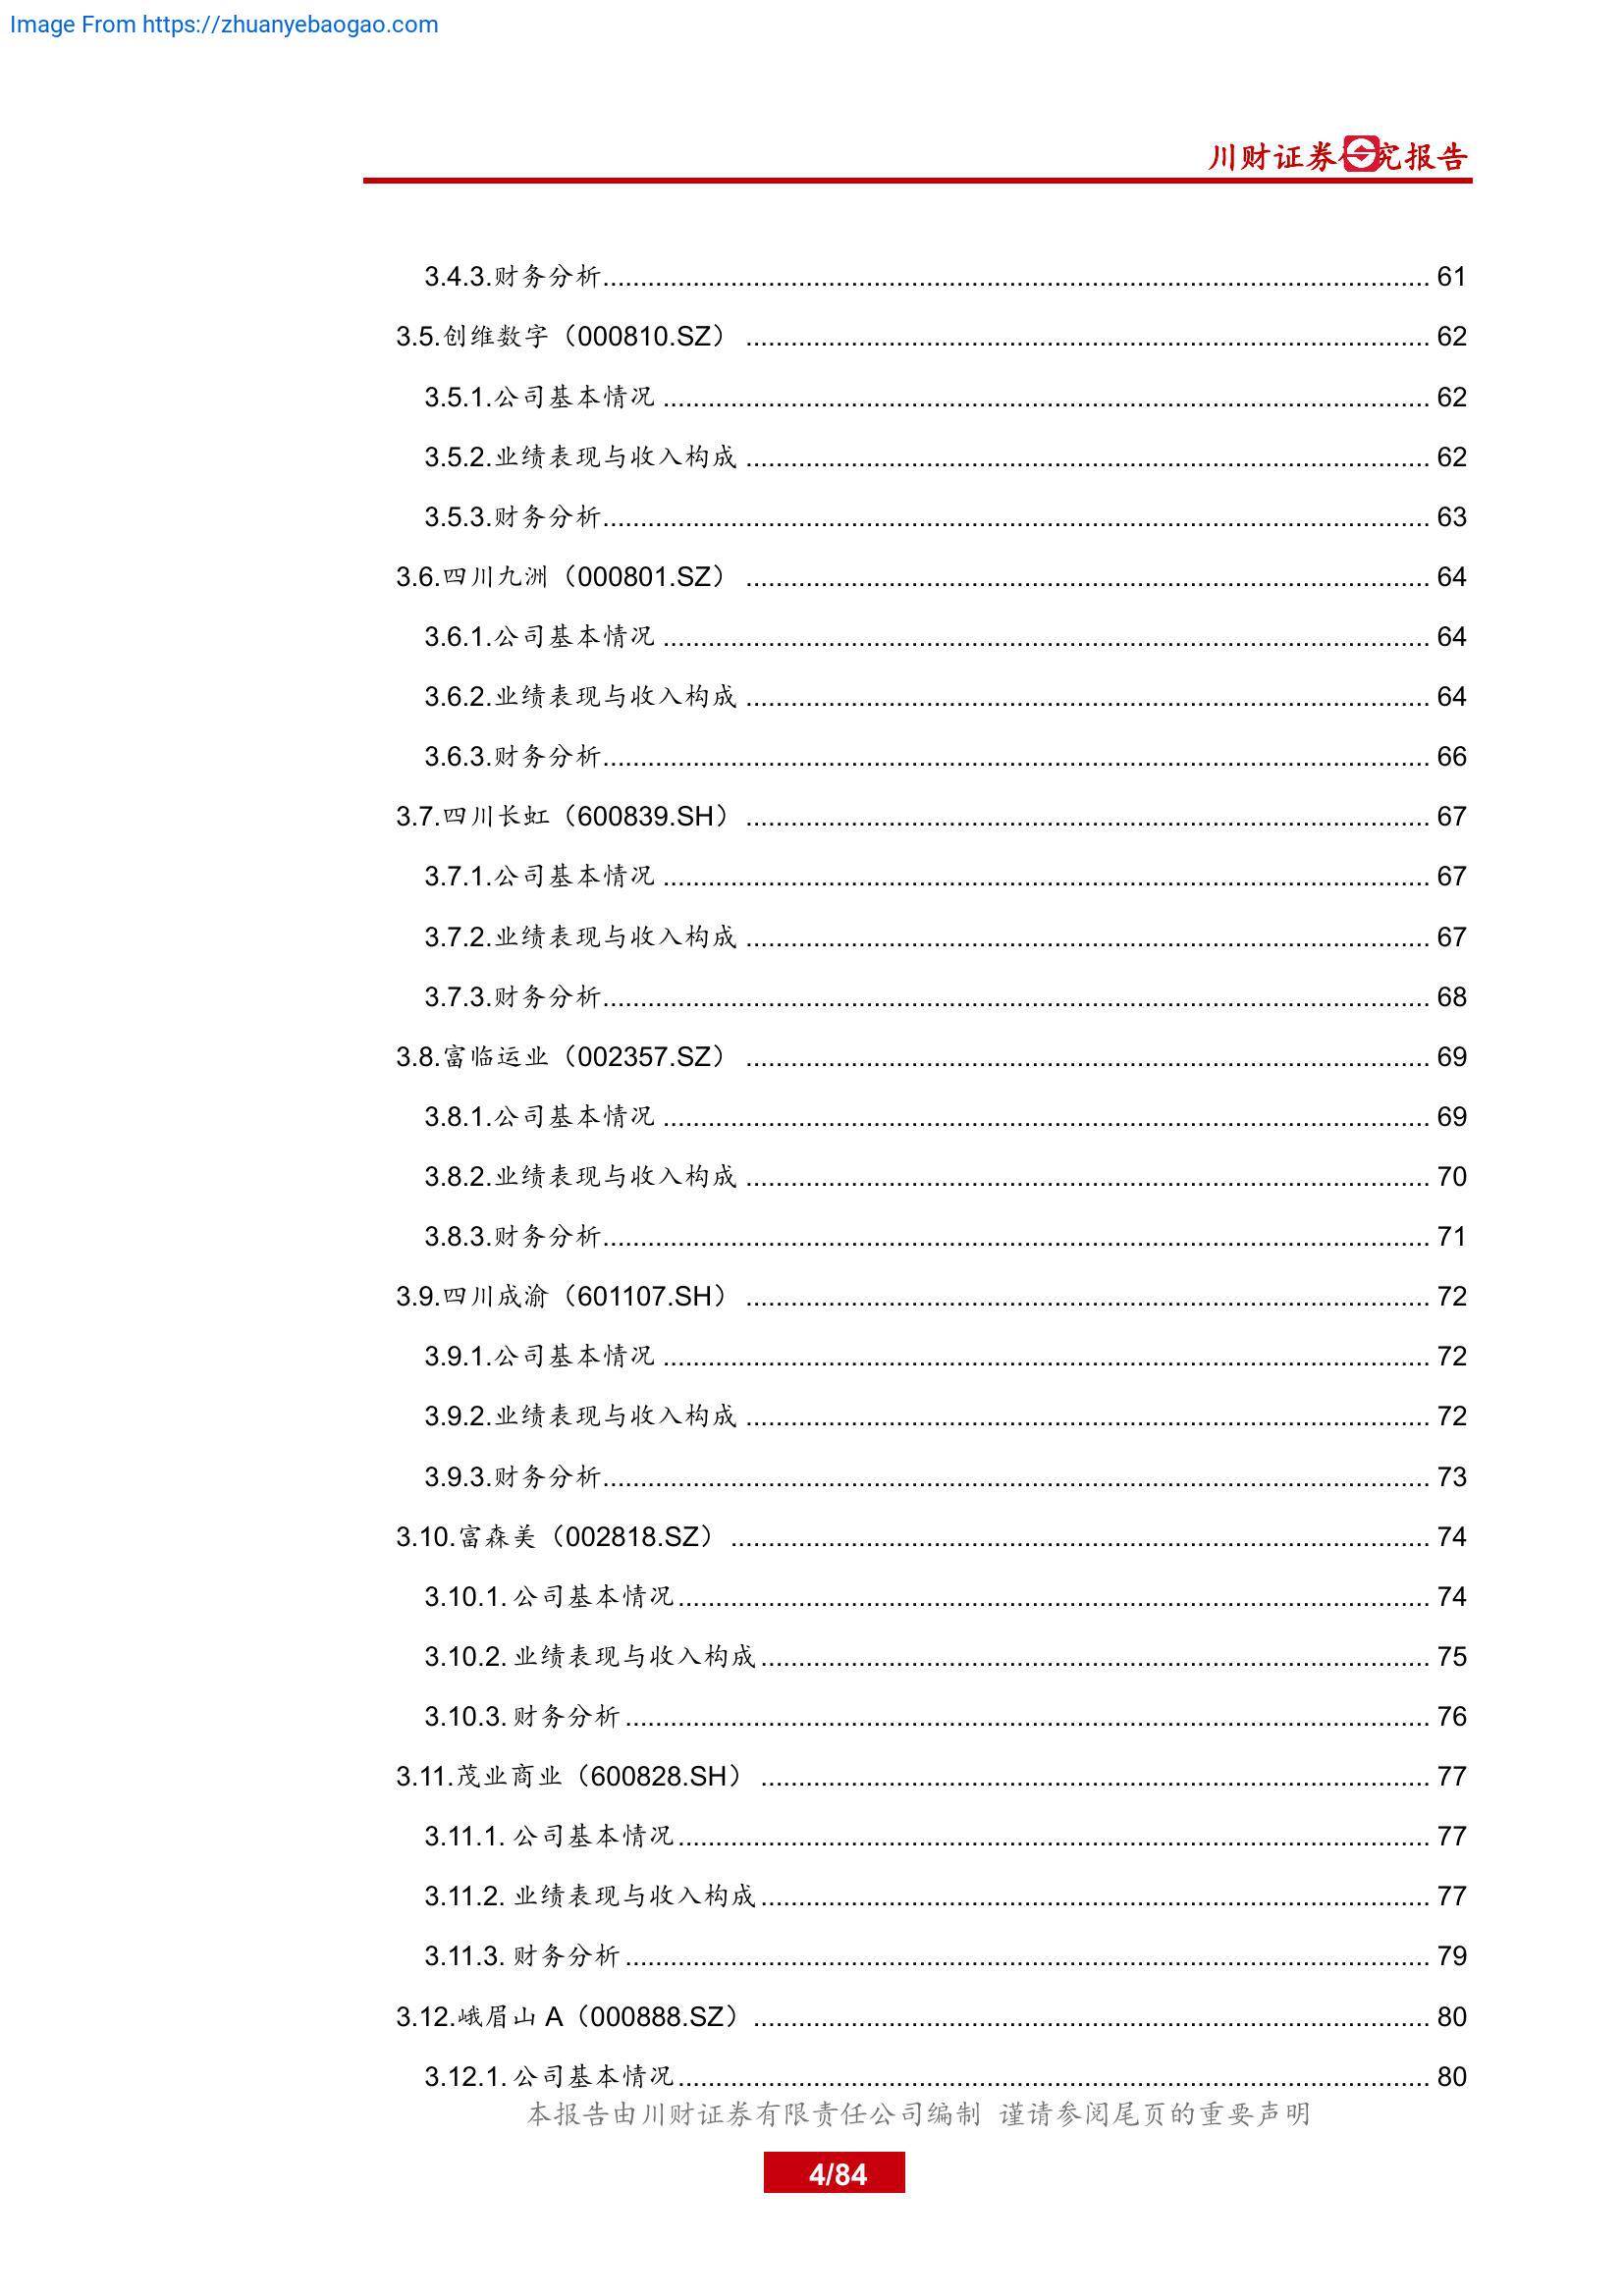 Image From https://zhuanyebaogao.com
川财证券 究报告
3.4.3.财务分析 61
3.5.创维数字（000810.SZ） 62
3.5.1.公司基本情况 62
3.5.2.业绩表现与收入构成 62
3.5.3.财务分析 63
3.6.四川九洲（000801.SZ） 64
3.6.1.公司基本情况 64
3.6.2.业绩表现与收入构成 64
3.6.3.财务分析 66
3.7.四川长虹（600839.SH） 67
3.7.1.公司基本情况 67
3.7.2.业绩表现与收入构成 67
3.7.3.财务分析 68
3.8.富临运业（002357.SZ） 69
3.8.1.公司基本情况 69
3.8.2.业绩表现与收入构成 70
3.8.3.财务分析 71
3.9.四川成渝（601107.SH） 72
3.9.1.公司基本情况 72
3.9.2.业绩表现与收入构成 72
3.9.3.财务分析 73
3.10.富森美（002818.SZ） 74
3.10.1. 公司基本情况 74
3.10.2. 业绩表现与收入构成 75
3.10.3. 财务分析 76
3.11.茂业商业（600828.SH） 77
3.11.1. 公司基本情况 77
3.11.2. 业绩表现与收入构成 77
3.11.3. 财务分析 79
3.12.峨眉山 A（000888.SZ） 80
3.12.1. 公司基本情况 80
本报告由川财证券有限责任公司编制 谨请参阅尾页的重要声明
4/84